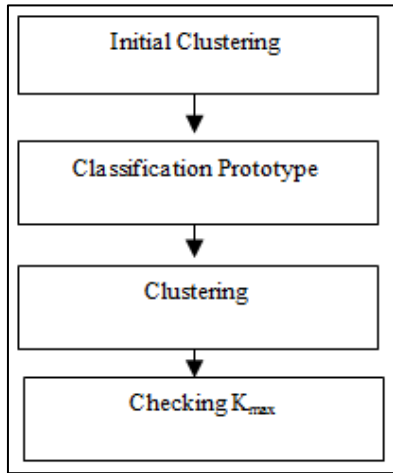 Initial Clustering
Classification Prototype
Clustering
Checking Kmax